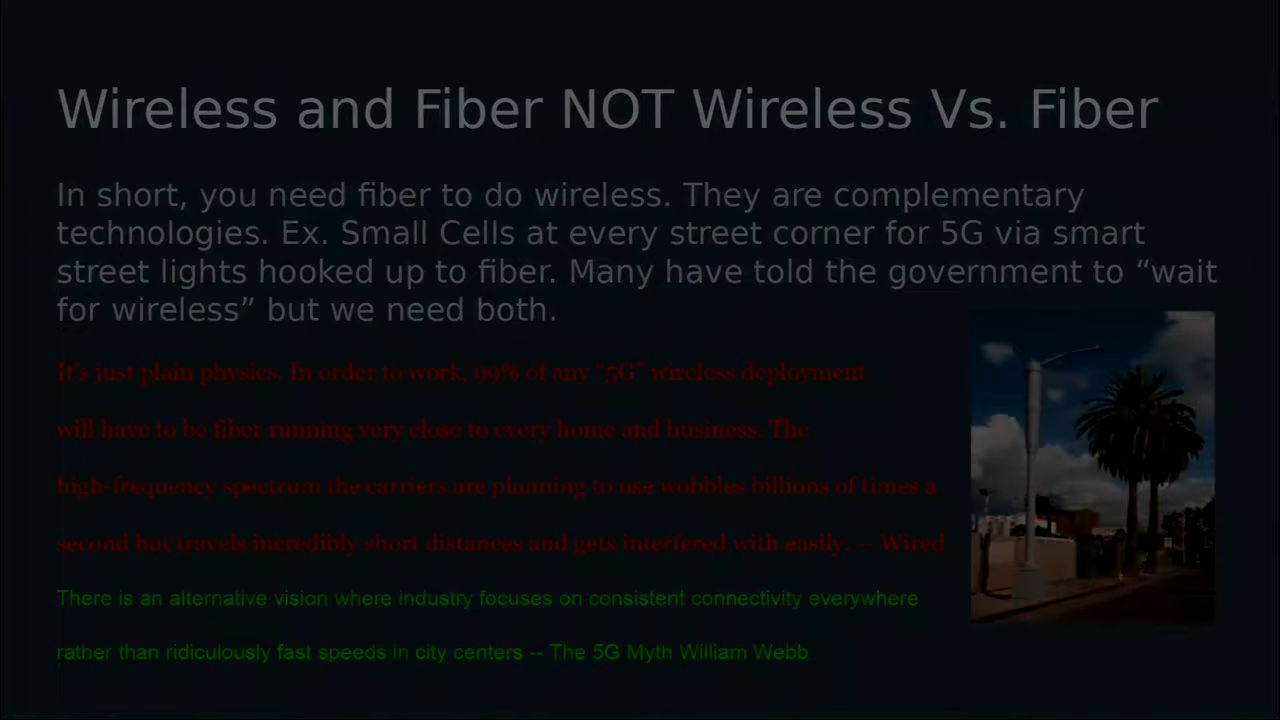 Wireless and Fiber NOT Wireless Vs. Fiber
In short, you need fiber to do wireless. They are complementary
technologies. Ex. Small Cells at every street corner for 5G via smart
street lights hooked up to fiber. Many have told the government to “wait
for wireless” but we need both.
It's just plain physics. In order to work, 99% of any “5G” wireless deployment
will have to be fiber running very close to every home and business. The
high-frequency spectrum the carriers are planning to use wobbles billions of times a
second but travels incredibly short distances and gets interfered with easily. -- Wired
There is an alternative vision where industry focuses on consistent connectivity everywhere
rather than ridiculously fast speeds in city centers -- The 5G Myth William Webb